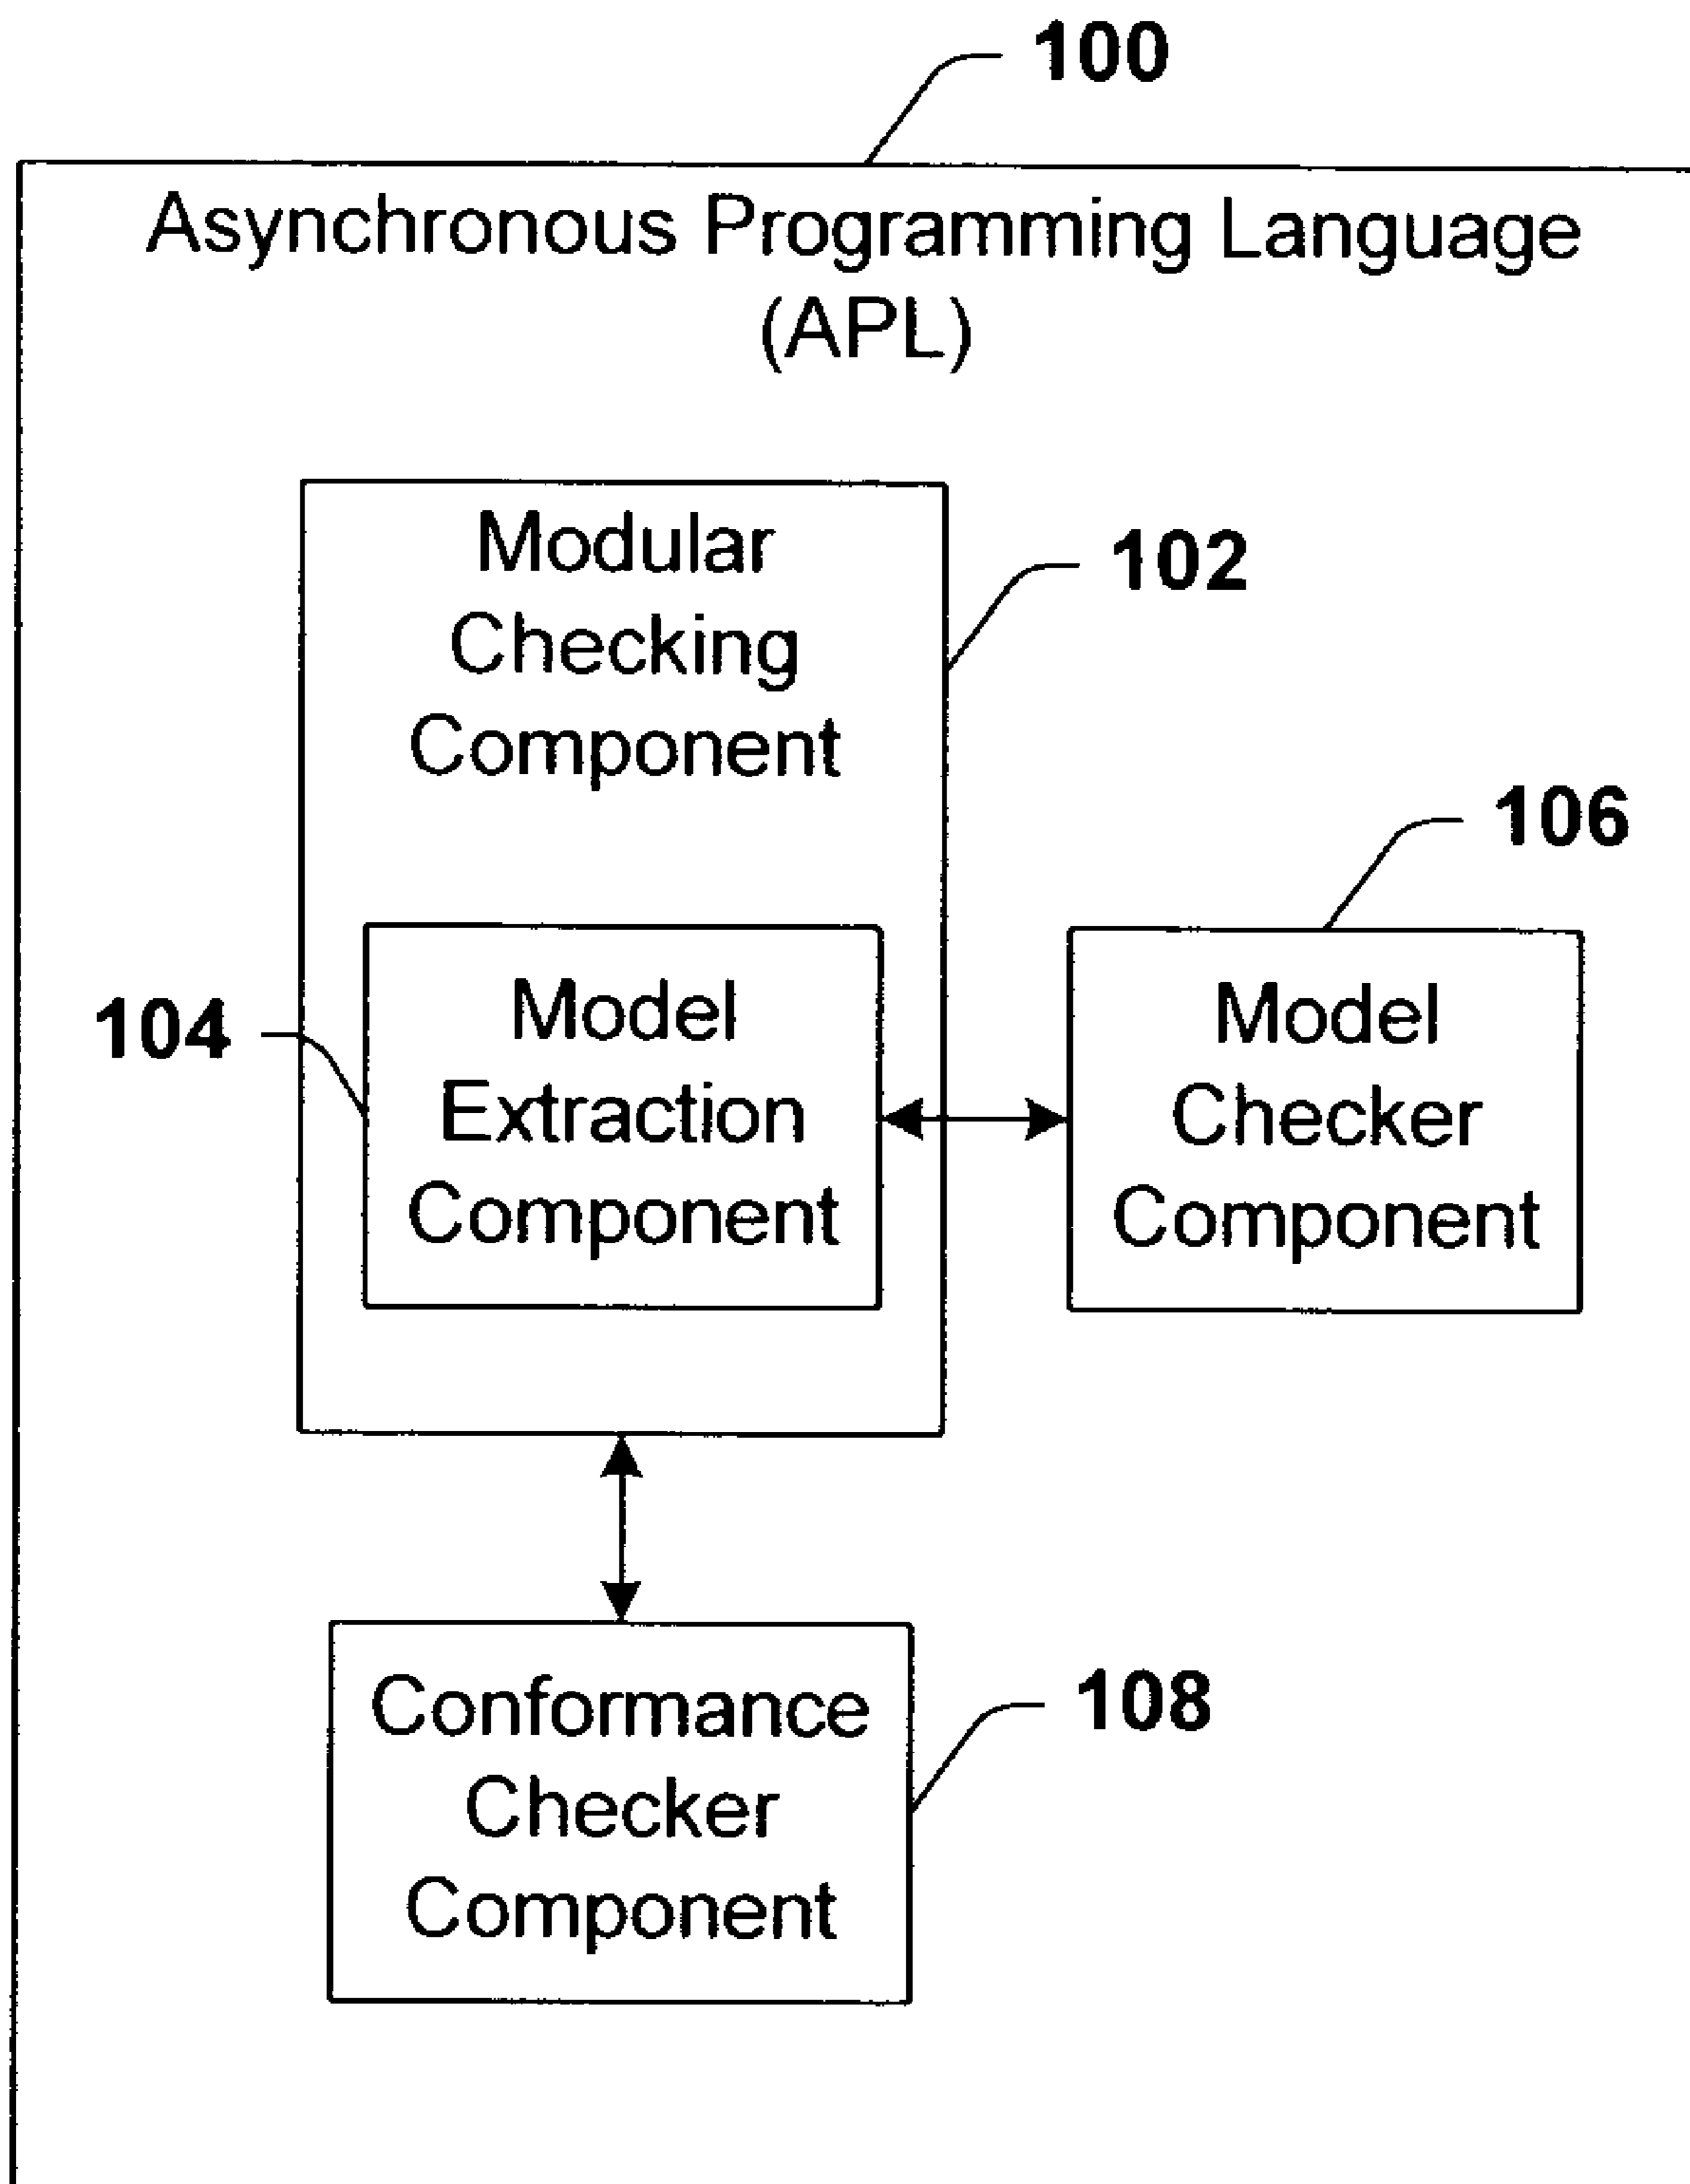 100
Asynchronous Programming Language
(APL)
Modular
Checking
Component
102
106
104
Model
Extraction
Component
Model
Checker
Component
Conformance
Checker
Component
108